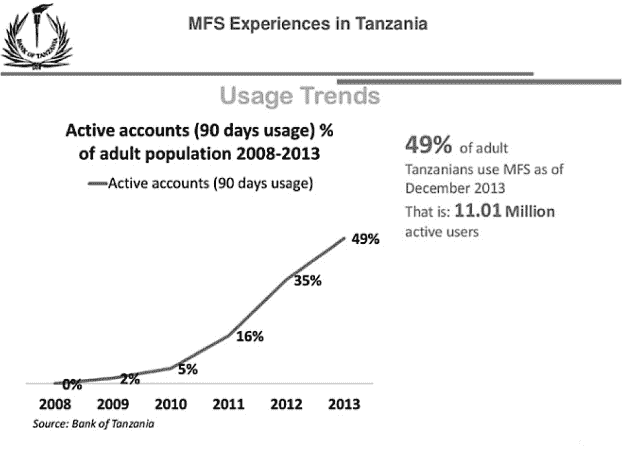 BANK OF TANZANIA
MFS Experiences in Tanzania
Usage Trends
Active accounts (90 days usage) %
of adult population 2008-2013
Active accounts (90 days usage)
49% of adult
Tanzanians use MFS as of
December 2013
That is: 11.01 Million
active users
49%
35%
16%
5%
2%
0%
2008 2009 2010 2011 2012 2013
Source: Bank of Tanzania